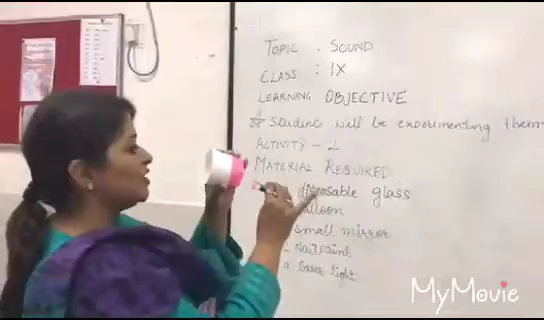 TOPIC . SOUND
CLASS : IX
LEARNING OBJECTIVE
Students will be experimenting them
ACTIVITY - 1
MATERIAL REQUIRED
disposable glass
balloon
small mirror
laser light
MyMovie